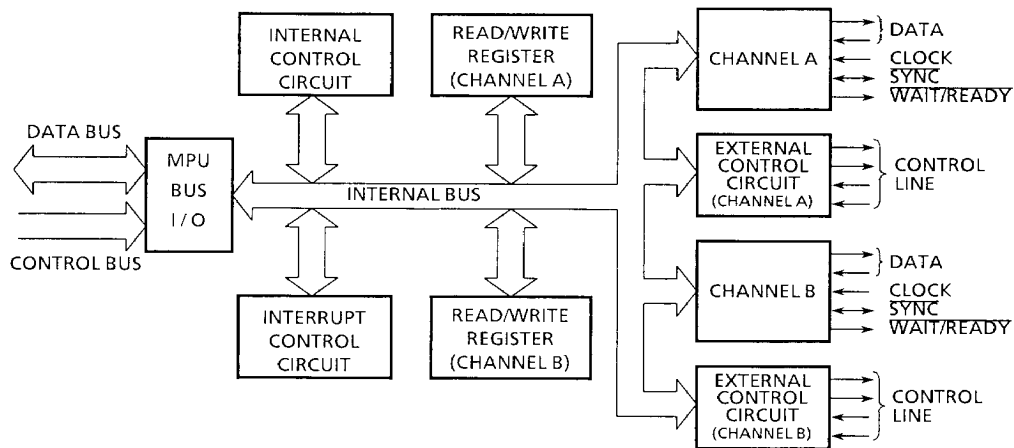 DATA BUS
CONTROL BUS
MPU
BUS
I/O
INTERNAL
CONTROL
CIRCUIT
READ/WRITE
REGISTER
(CHANNEL A)
INTERNAL BUS
INTERRUPT
CONTROL
CIRCUIT
READ/WRITE
REGISTER
(CHANNEL B)
CHANNEL A
DATA
CLOCK
SYNC
WAIT/READY
EXTERNAL
CONTROL
CIRCUIT
(CHANNEL A)
CONTROL
LINE
CHANNEL B
DATA
CLOCK
SYNC
WAIT/READY
EXTERNAL
CONTROL
CIRCUIT
(CHANNEL B)
CONTROL
LINE